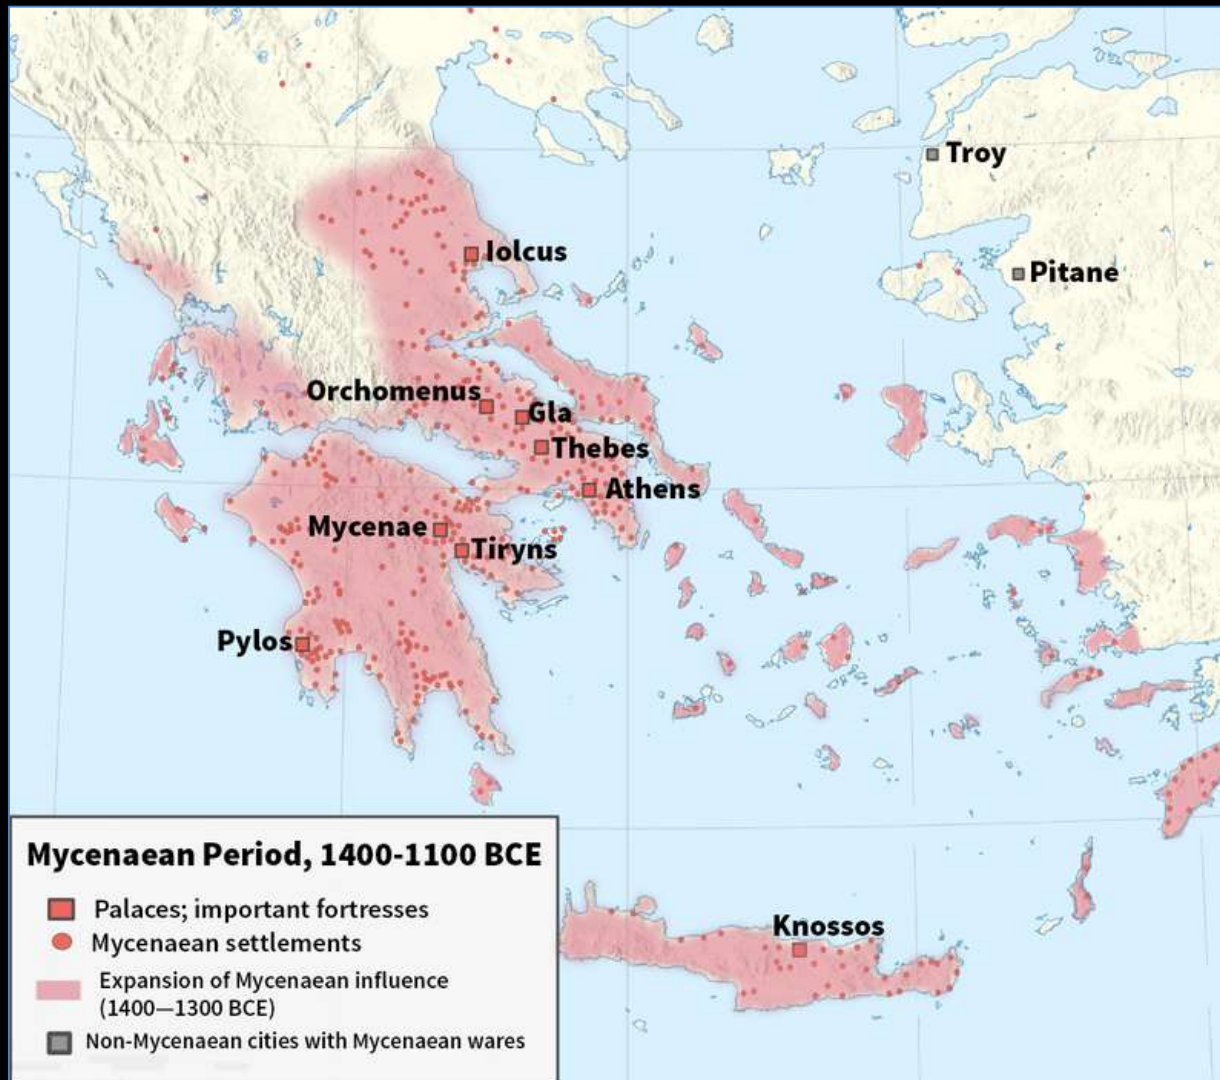 Troy
Iolcus
Pitane
Orchomenus
Gla
Thebes
Athens
Mycenae
Tiryns
Pylos
Knossos
Mycenaean Period, 1400-1100 BCE
Palaces; important fortresses
Mycenaean settlements
Expansion of Mycenaean influence
(1400—1300 BCE)
Non-Mycenaean cities with Mycenaean wares